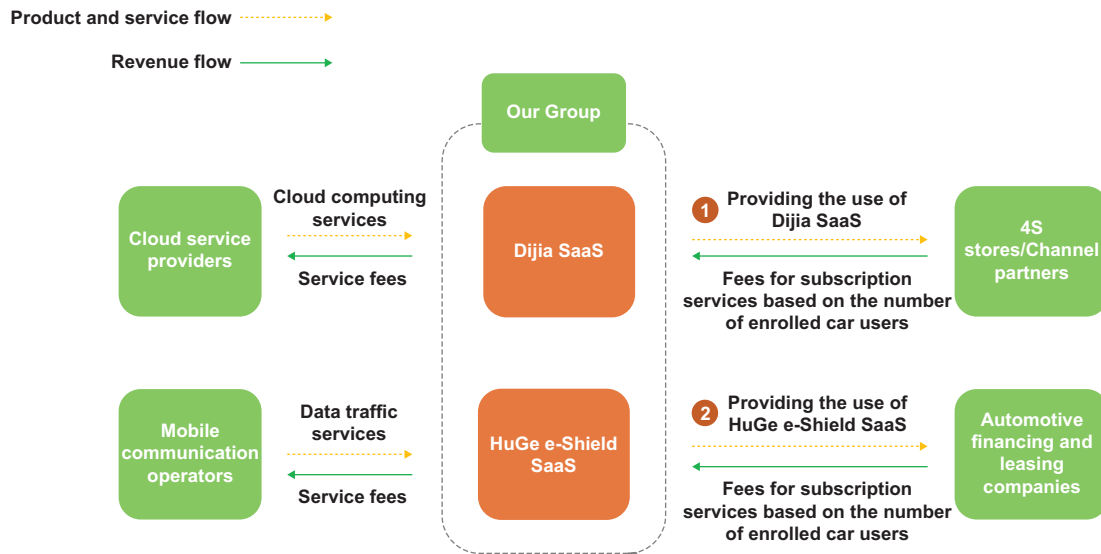 Product and service flow
Revenue flow
Our Group
Cloud service
providers
Cloud computing
services
Service fees
Dijia SaaS
1
Providing the use of
Dijia SaaS
Fees for subscription
services based on the number
of enrolled car users
4S
stores/Channel
partners
Mobile
communication
operators
Data traffic
services
Service fees
HuGe e-Shield
SaaS
2
Providing the use of
HuGe e-Shield SaaS
Fees for subscription
services based on the number
of enrolled car users
Automotive
financing and
leasing
companies